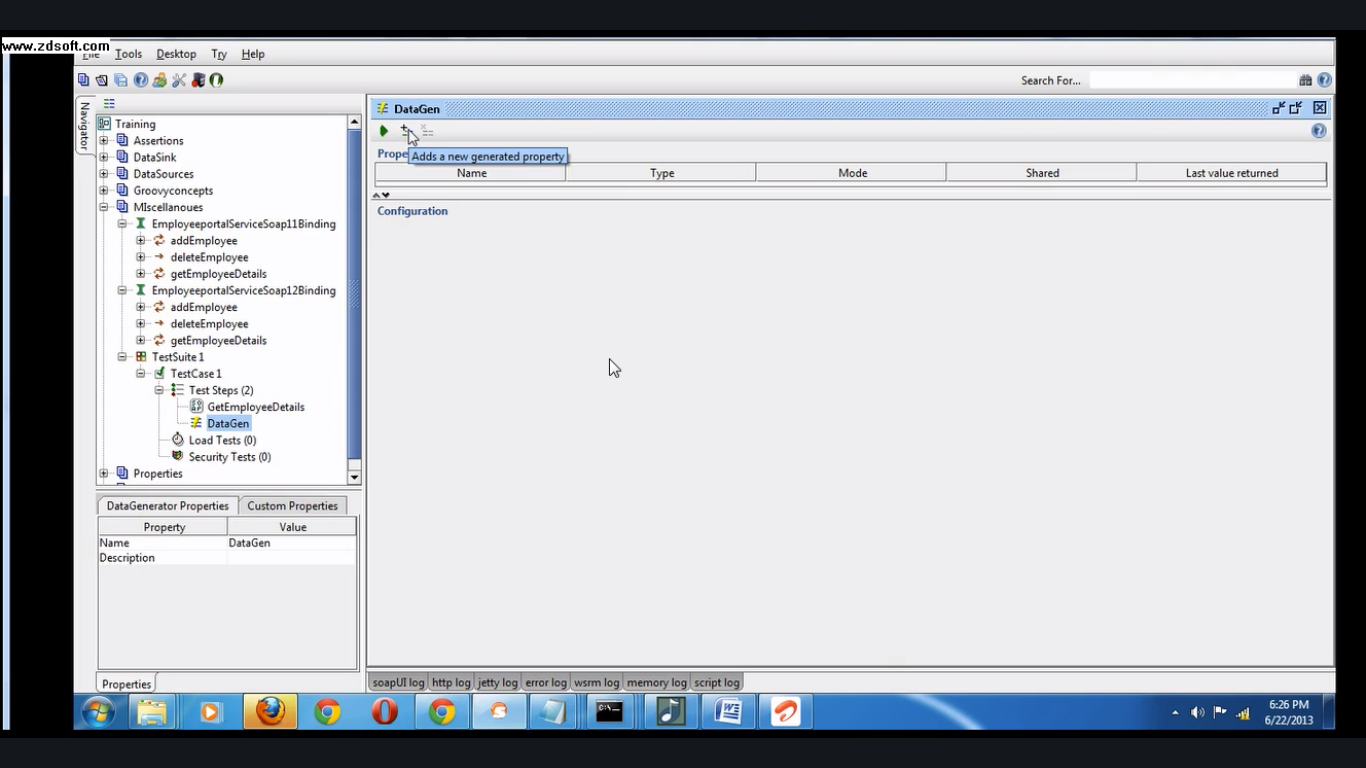 www.zdsoft.com
File Tools Desktop Try Help
Search For...
Navigator
Training
Assertions
DataSink
DataSources
Groovyconcepts
MIscellanoues
EmployeeportalServiceSoap11Binding
addEmployee
deleteEmployee
getEmployeeDetails
EmployeeportalServiceSoap12Binding
addEmployee
deleteEmployee
getEmployeeDetails
TestSuite 1
TestCase 1
Test Steps (2)
GetEmployeeDetails
DataGen
Load Tests (0)
Security Tests (0)
Properties
DataGenerator Properties Custom Properties
Property Value
Name DataGen
Description
Properties
DataGen
Adds a new generated property
Name Type Mode Shared Last value returned
Configuration
soapUI log http log jetty log error log wsrm log memory log script log
6:26 PM
6/22/2013